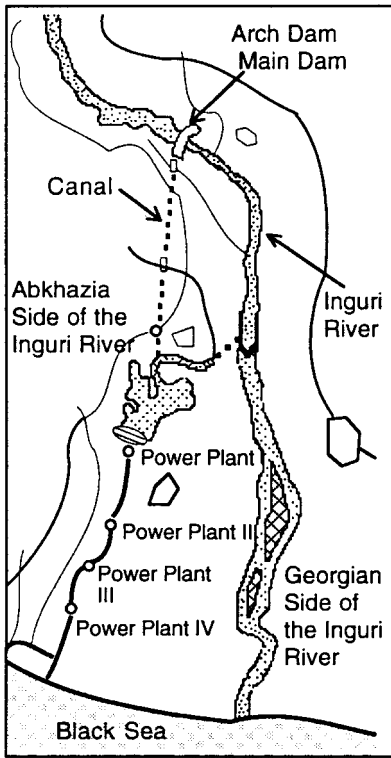 Arch Dam
Main Dam
Canal
Inguri
River
Abkhazia
Side of the
Inguri River
Power Plant I
Power Plant II
Power Plant
III
Power Plant IV
Georgian
Side of
the Inguri
River
Black Sea